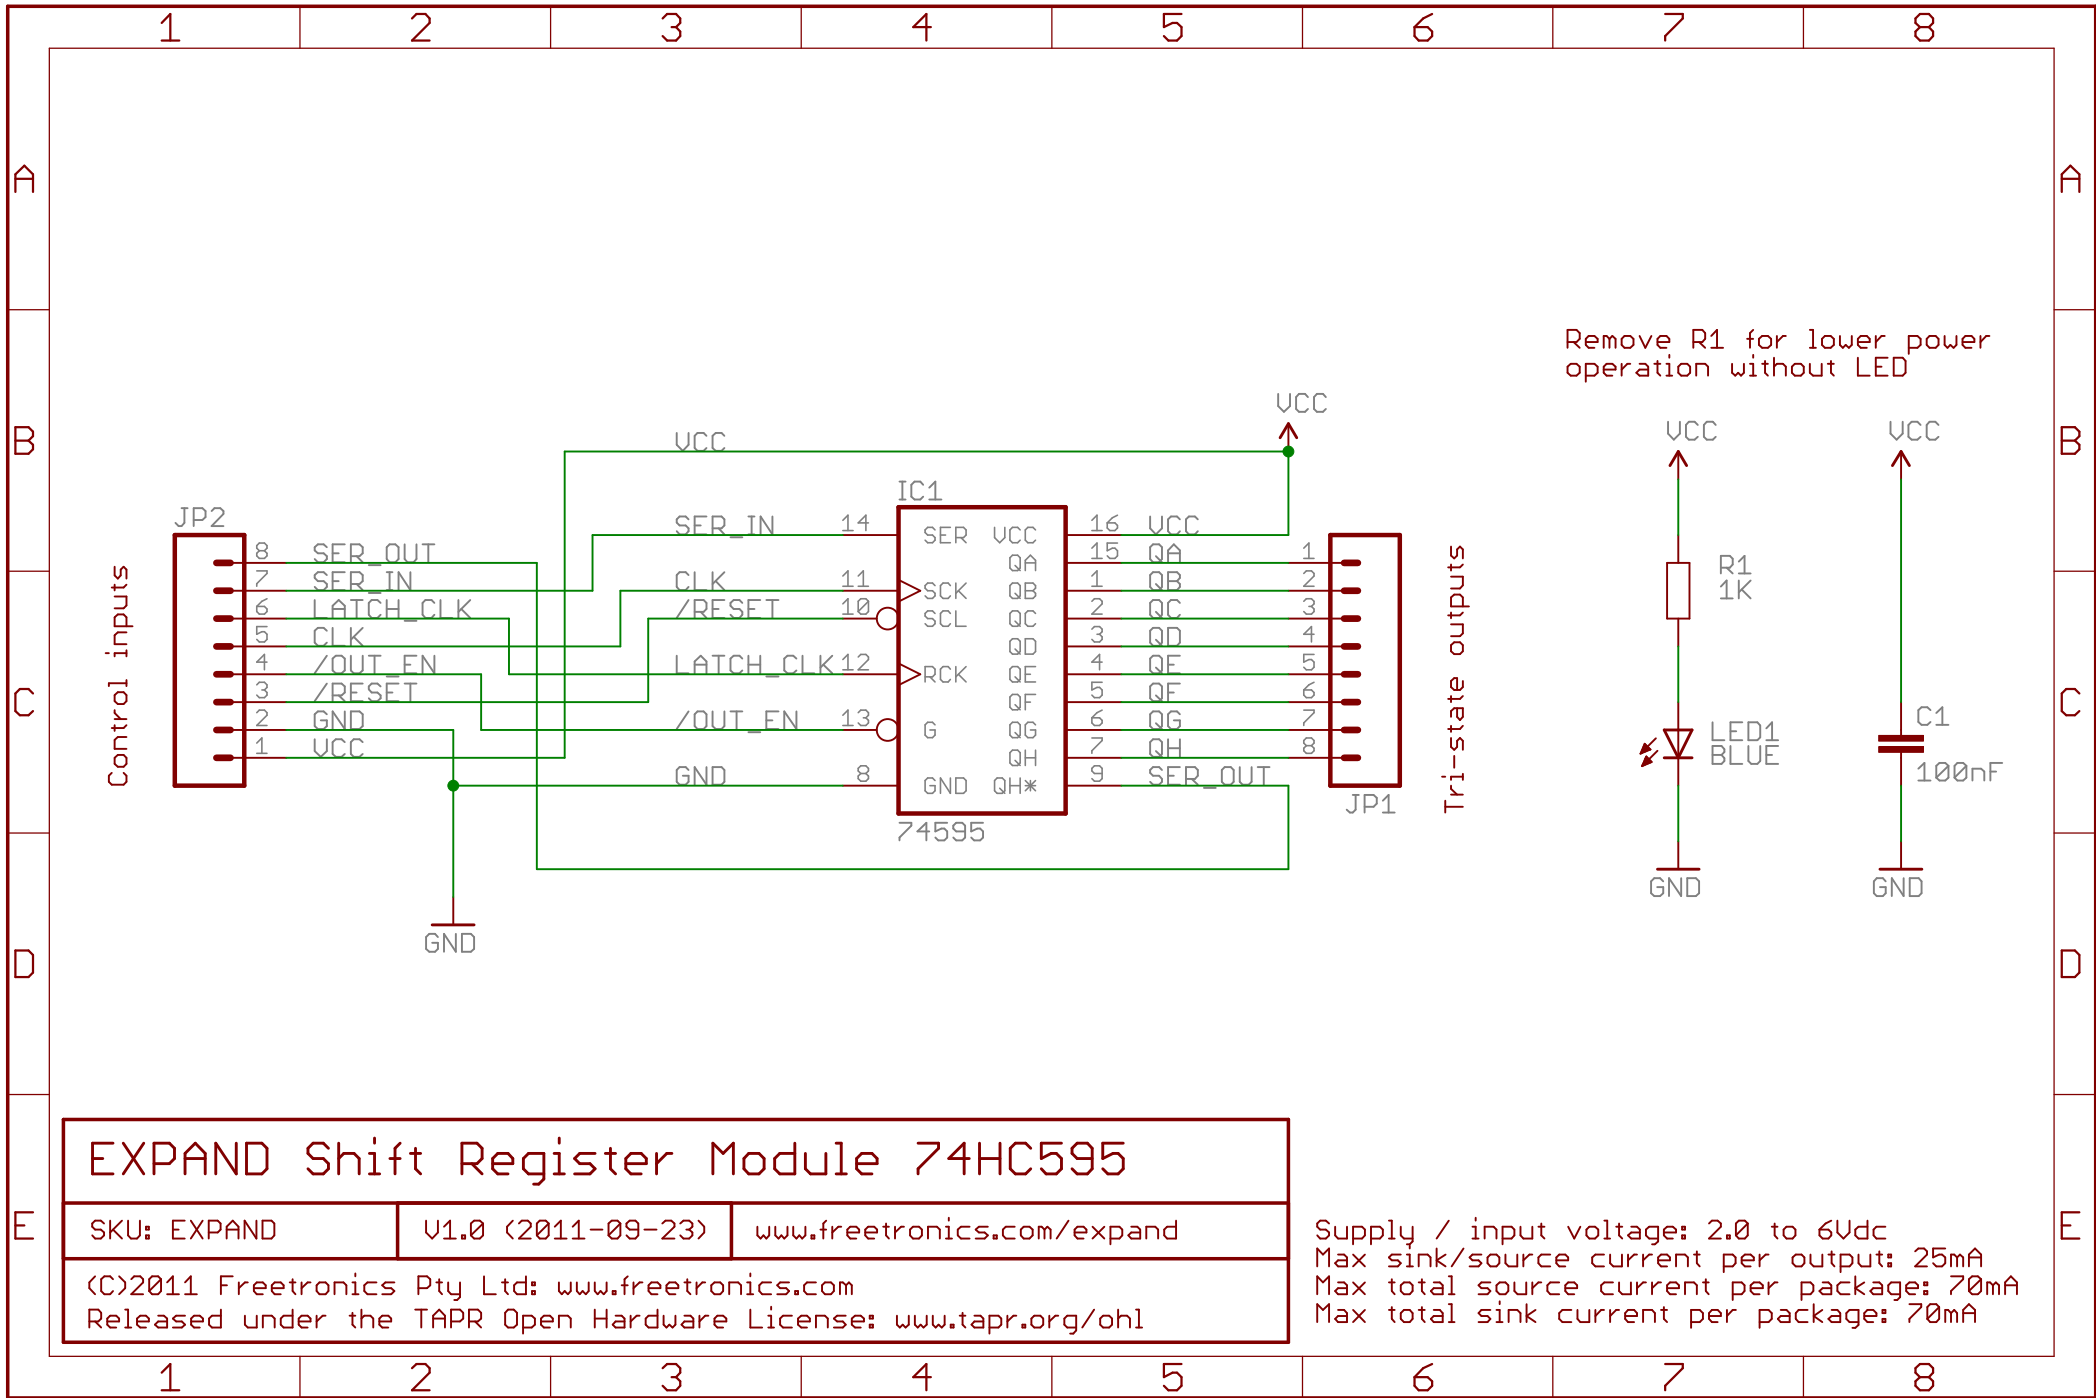 1 2 3 4 5 6 7 8
A A
Remove R1 for lower power
operation without LED
VCC
VCC VCC
B B
VCC
IC1
JP2
SER_IN 14 SER VCC 16 VCC
8 SER_OUT QA 15 QA 1
7 SER_IN CLK 11 SCK QB 1 QB 2
R1
1K
6 LATCH_CLK /RESET 10 SCL QC 2 QC 3
5 CLK QD 3 QD 4
4 /OUT_EN LATCH_CLK 12 RCK QE 4 QE 5
3 /RESET QF 5 QF 6
C C
2 GND /OUT_EN 13 G QG 6 QG 7
1 VCC QH 7 QH 8
GND 8 GND QH* 9 SER_OUT
Control inputs
Tri-state outputs
LED1
BLUE
C1
100nF
JP1
74595
GND GND
GND
D D
EXPAND Shift Register Module 74HC595
SKU: EXPAND V1.0 (2011-09-23) www.freetronics.com/expand
(C)2011 Freetronics Pty Ltd: www.freetronics.com
Released under the TAPR Open Hardware License: www.tapr.org/ohl
E E
Supply / input voltage: 2.0 to 6Vdc
Max sink/source current per output: 25mA
Max total source current per package: 70mA
Max total sink current per package: 70mA
1 2 3 4 5 6 7 8